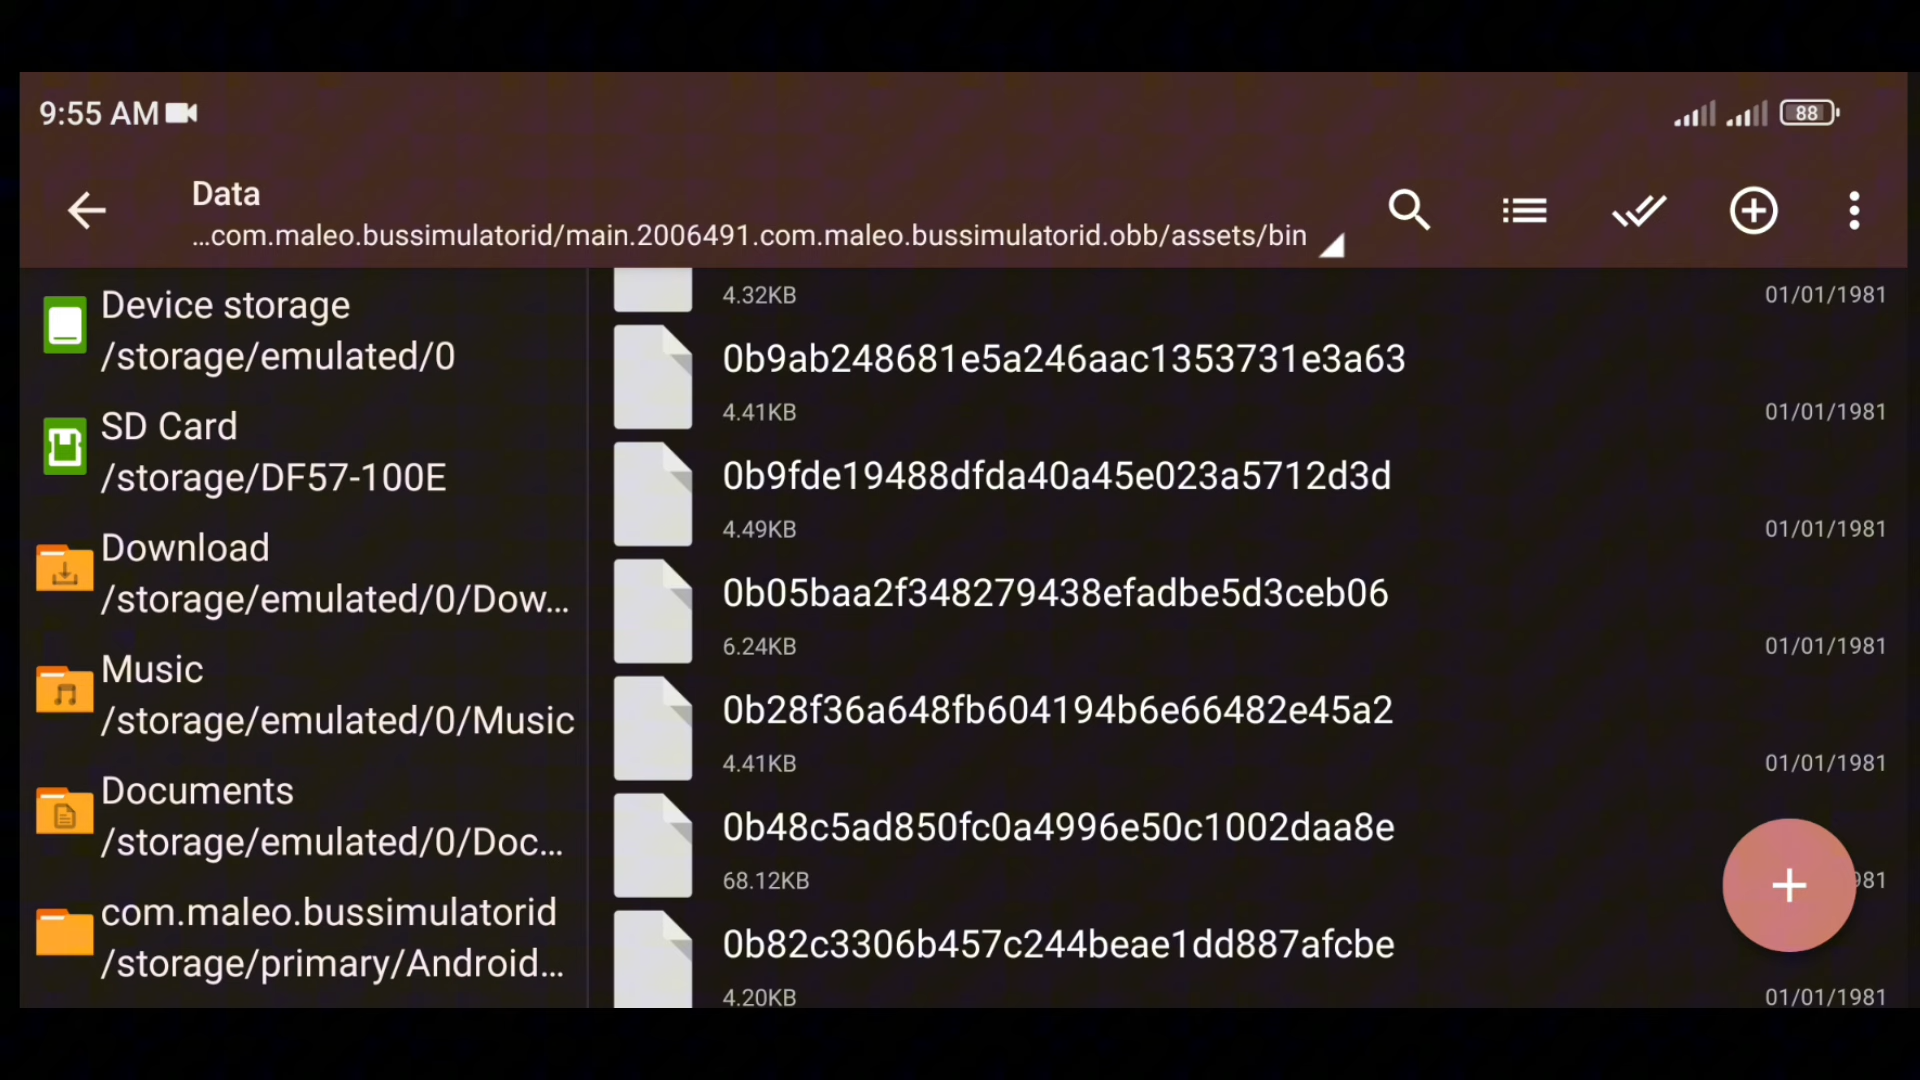 9:55 AM
88
Data
...com.maleo.bussimulatorid/main.2006491.com.maleo.bussimulatorid.obb/assets/bin
Device storage
/storage/emulated/0
SD Card
/storage/DF57-100E
Download
/storage/emulated/0/Dow...
Music
/storage/emulated/0/Music
Documents
/storage/emulated/0/Doc...
com.maleo.bussimulatorid
/storage/primary/Android...
4.32KB
01/01/1981
0b9ab248681e5a246aac1353731e3a63
4.41KB
01/01/1981
0b9fde19488dfda40a45e023a5712d3d
4.49KB
01/01/1981
0b05baa2f348279438efadbe5d3ceb06
6.24KB
01/01/1981
0b28f36a648fb604194b6e66482e45a2
4.41KB
01/01/1981
0b48c5ad850fc0a4996e50c1002daa8e
68.12KB
981
0b82c3306b457c244beae1dd887afcbe
4.20KB
01/01/1981